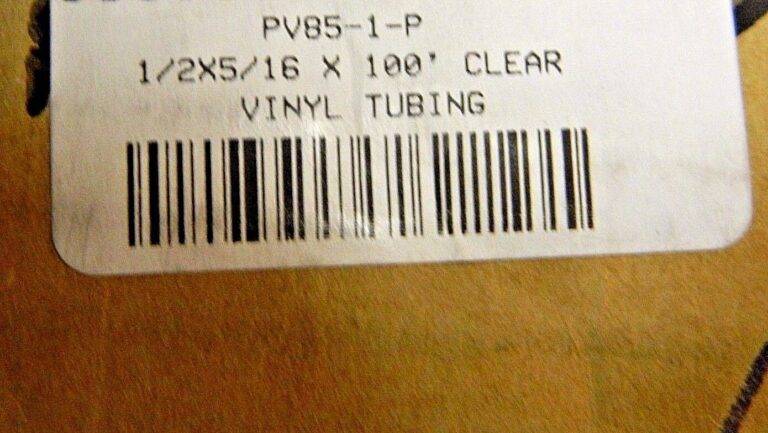 PV85-1-P
1/2X5/16 X 100' CLEAR
VINYL TUBING